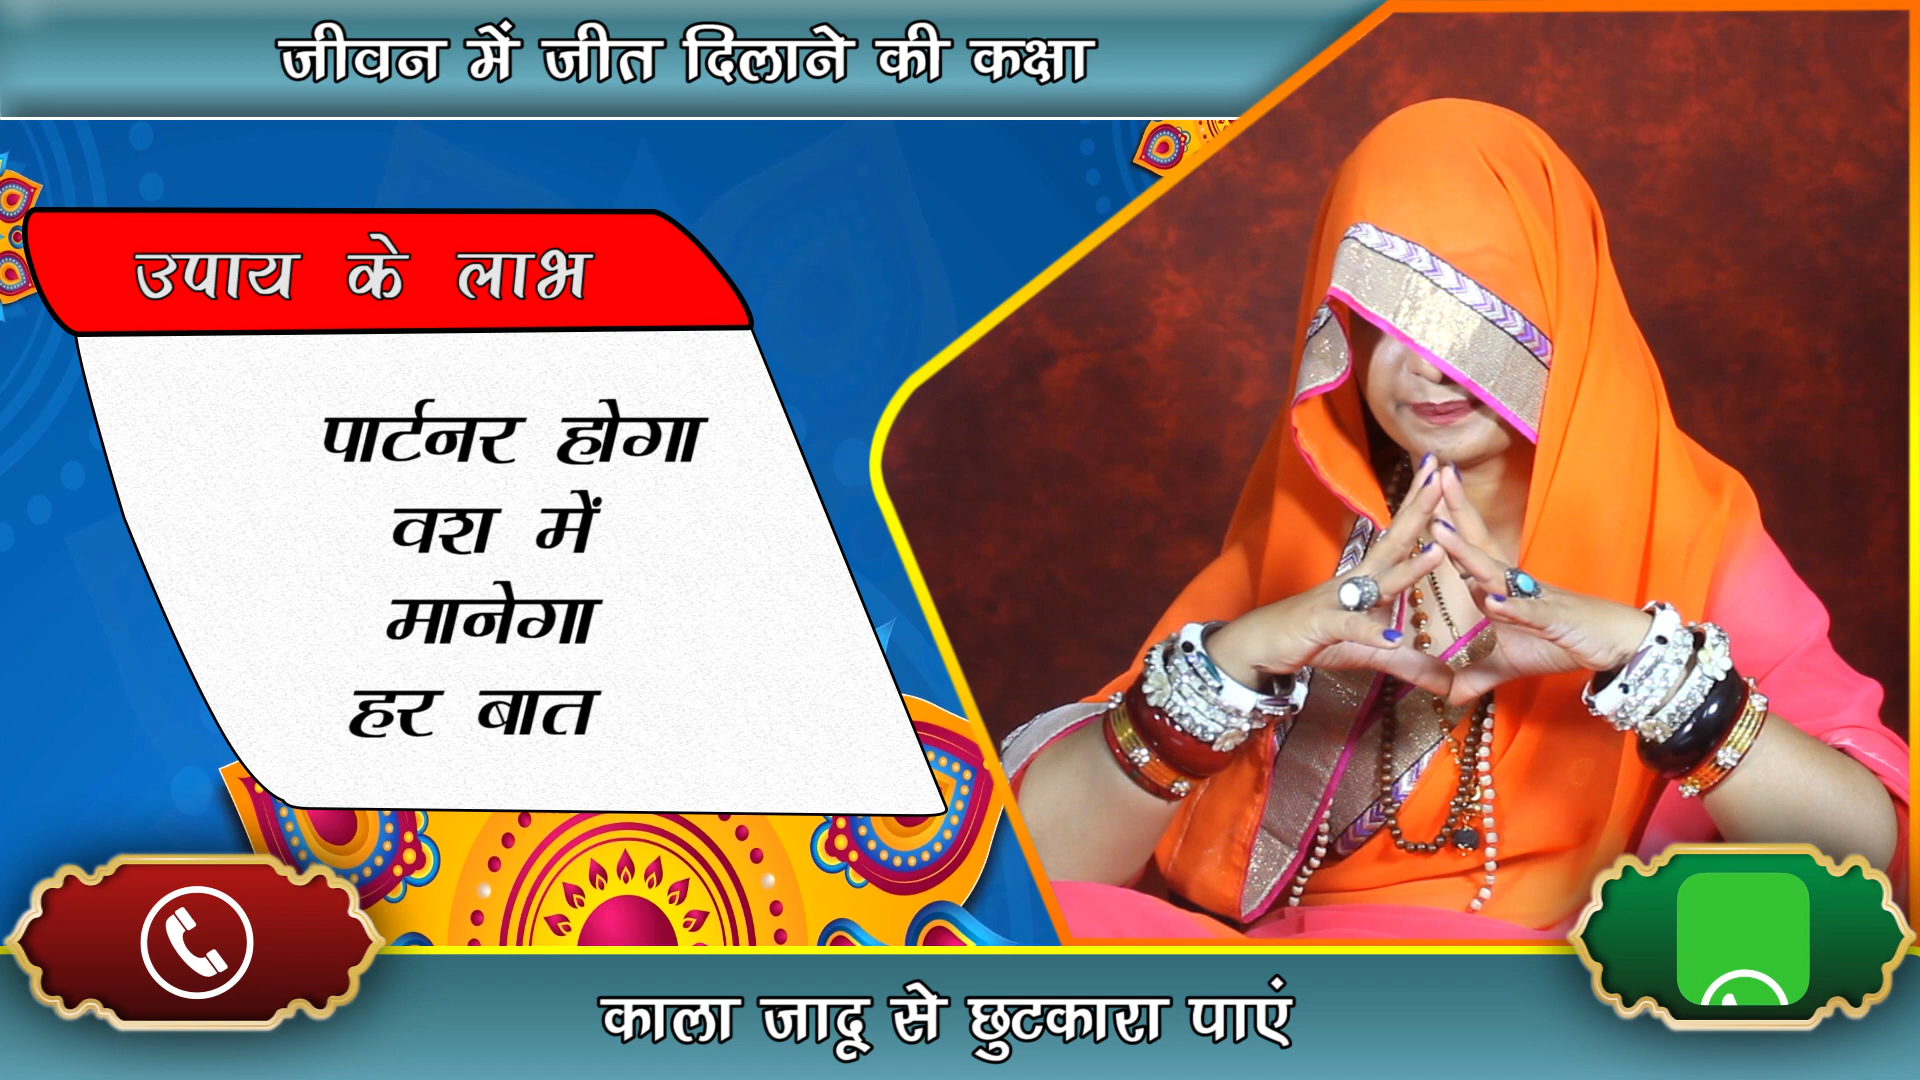 जीवन में जीत दिलाने की कक्षा
उपाय के लाभ
पार्टनर होगा
वश में
मानेगा
हर बात
काला जादू से छुटकारा पाएं